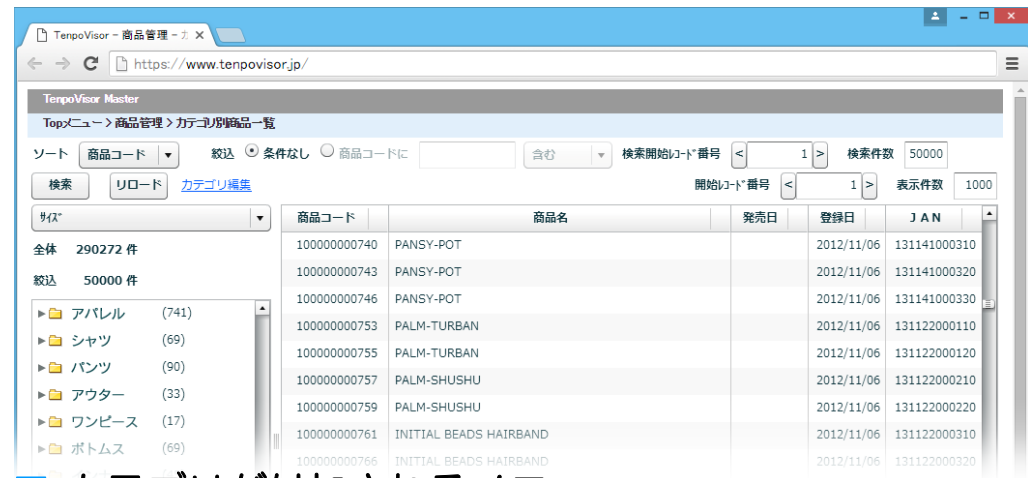 TenpoVisor - 商品管理 - カ
https://www.tenpovisor.jp/
TenpoVisor Master
Topメニュー > 商品管理 > カテゴリ別商品一覧
ソート 商品コード 絞込 条件なし 商品コードに 含む 検索開始ﾚｺｰﾄﾞ番号 < 1 > 検索件数 50000
検索 リロード カテゴリ編集 開始ﾚｺｰﾄﾞ番号 < 1 > 表示件数 1000
ｻｲｽﾞ
全体 290272 件
絞込 50000 件
アパレル (741)
シャツ (69)
パンツ (90)
アウター (33)
ワンピース (17)
ボトムス (69)
商品コード 商品名 発売日 登録日 JAN
100000000740 PANSY-POT 2012/11/06 131141000310
100000000743 PANSY-POT 2012/11/06 131141000320
100000000746 PANSY-POT 2012/11/06 131141000330
100000000753 PALM-TURBAN 2012/11/06 131122000110
100000000755 PALM-TURBAN 2012/11/06 131122000120
100000000757 PALM-SHUSHU 2012/11/06 131122000210
100000000759 PALM-SHUSHU 2012/11/06 131122000220
100000000761 INITIAL BEADS HAIRBAND 2012/11/06 131122000310
100000000766 INITIAL BEADS HAIRBAND 2012/11/06 131122000320